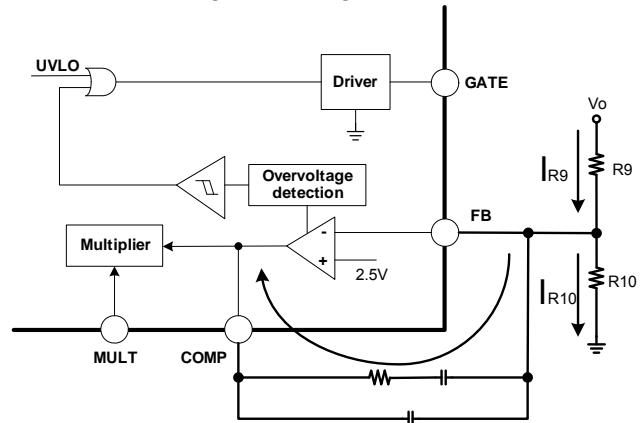 UVLO
Driver
GATE
Vo
IR9
R9
Overvoltage
detection
FB
-
Multiplier
+
2.5V
R10
IR10
MULT
COMP